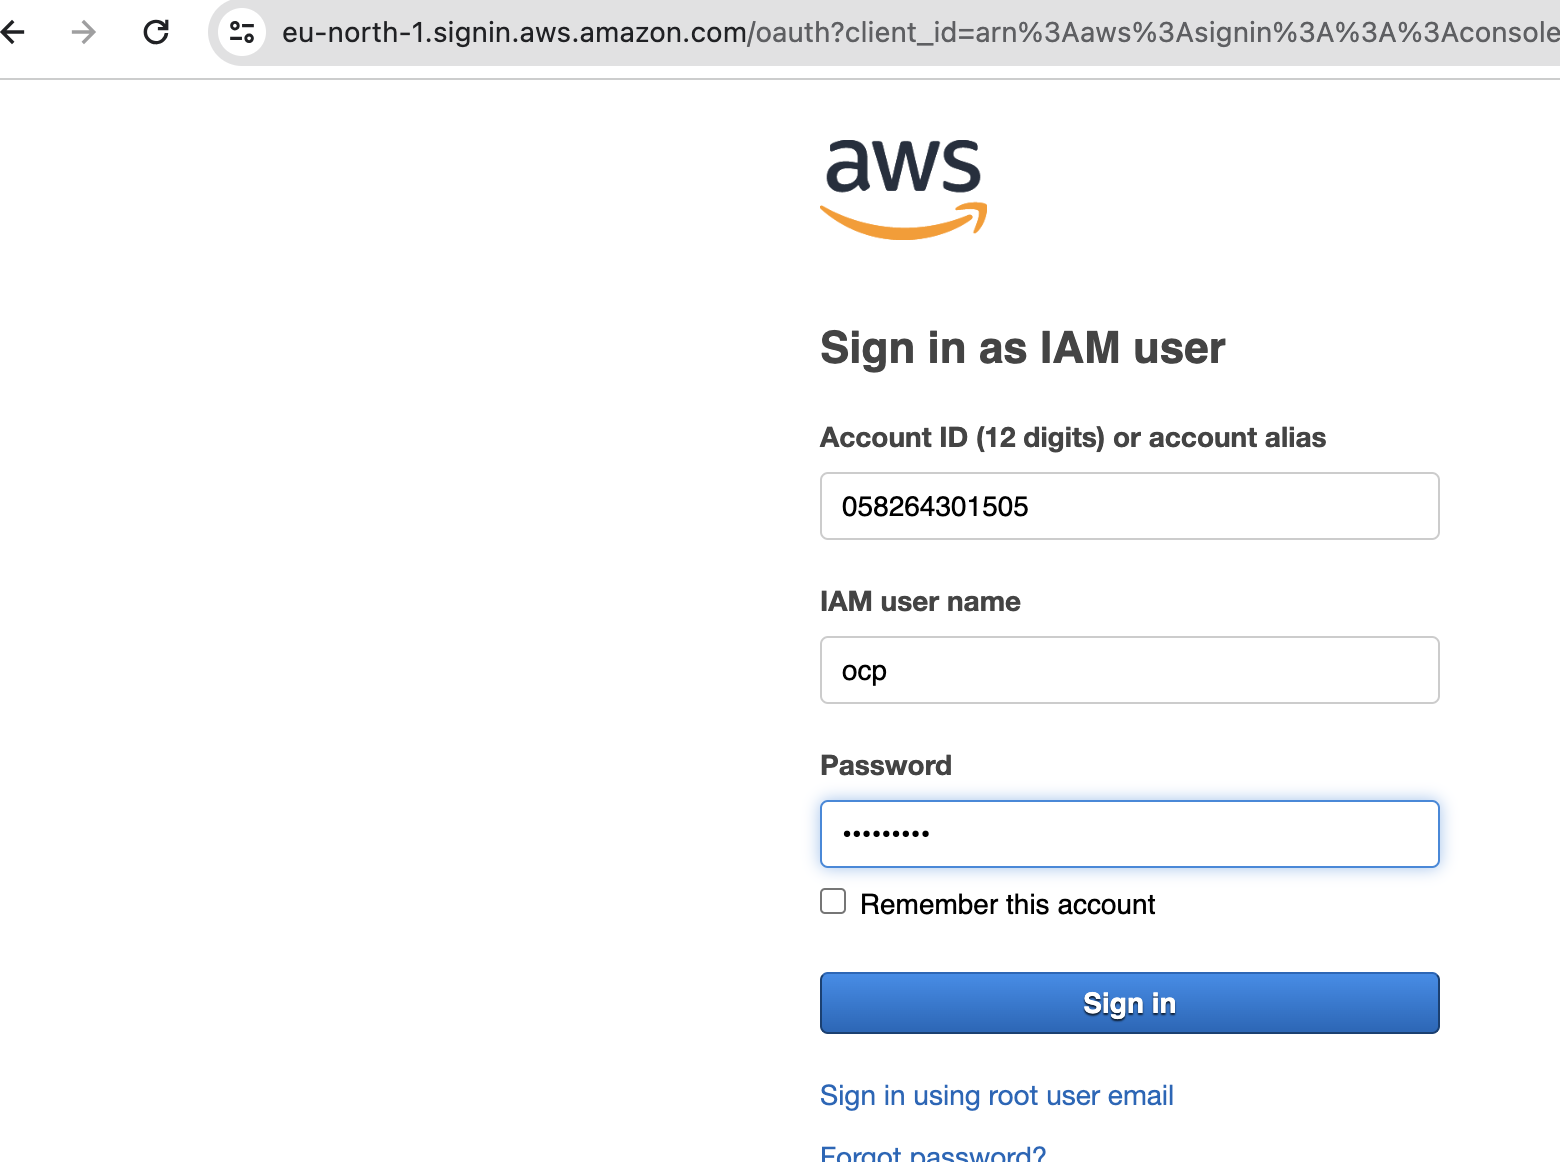 eu-north-1.signin.aws.amazon.com/oauth?client_id=arn%3Aaws%3Asignin%3A%3A%3Aconsole
aws
Sign in as IAM user
Account ID (12 digits) or account alias
058264301505
IAM user name
ocp
Password
•••••••••
Remember this account
Sign in
Sign in using root user email
Forgot password?